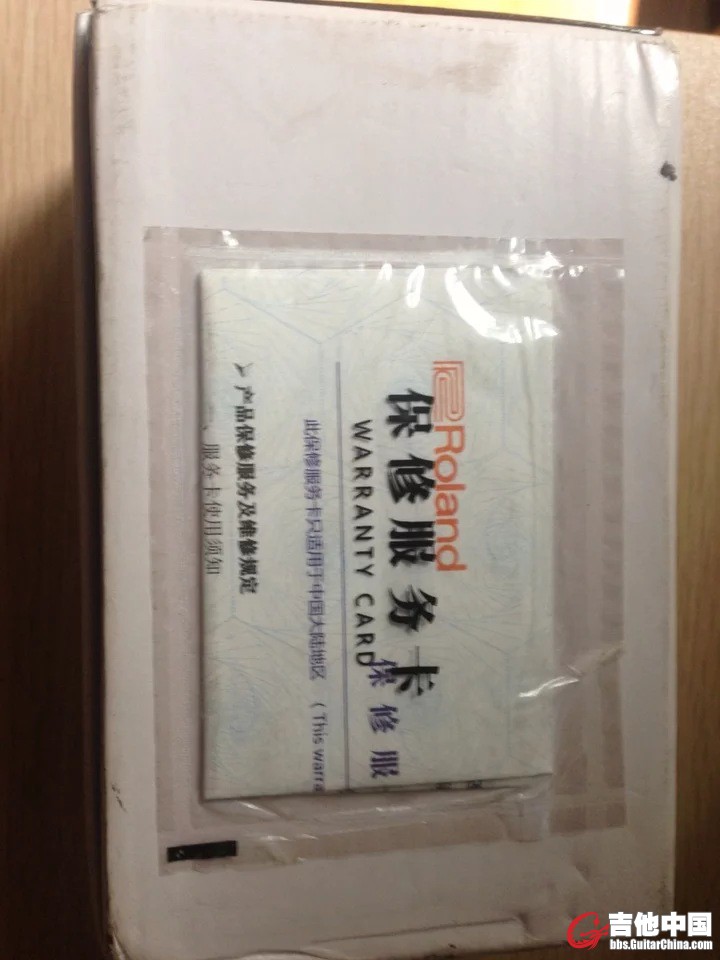 Roland
保修服务卡
WARRANTY CARD
保修服
此保修服务卡只适用于中国大陆地区 （This warra
➢ 产品保修服务及维修规定
、服务卡使用须知
吉他中国
bbs.GuitarChina.com